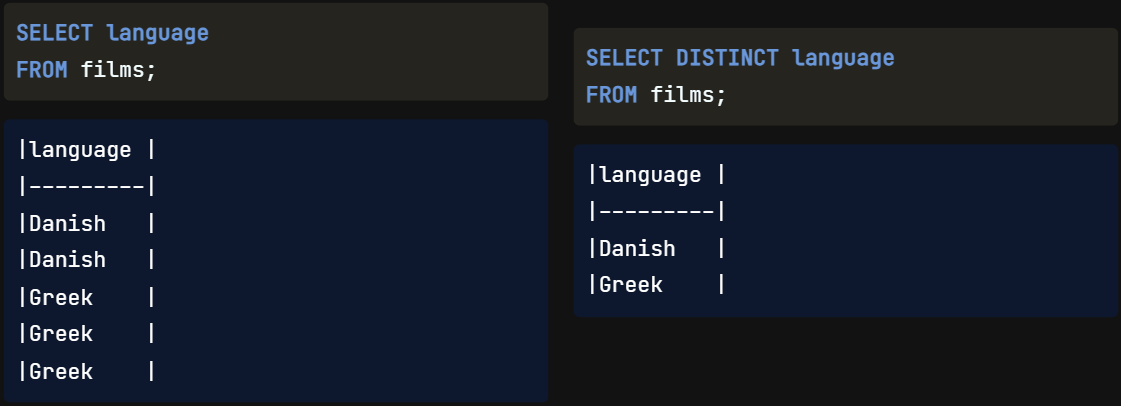 SELECT language
FROM films;
|language |
|---------|
|Danish   |
|Danish   |
|Greek    |
|Greek    |
|Greek    |
SELECT DISTINCT language
FROM films;
|language |
|---------|
|Danish   |
|Greek    |